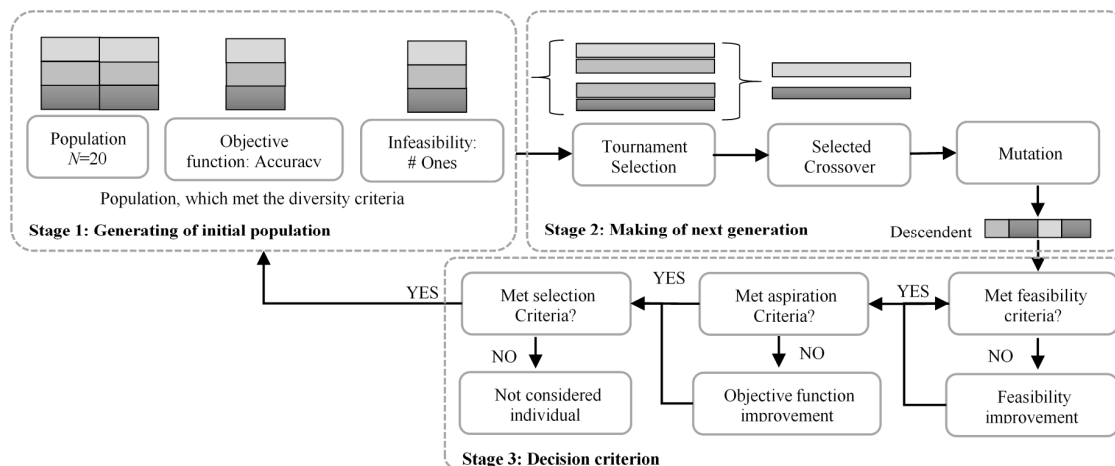 Population
N=20
Objective
function: Accuracy
Infeasibility:
# Ones
Population, which met the diversity criteria
Stage 1: Generating of initial population
Tournament
Selection
Selected
Crossover
Mutation
Descendent
Stage 2: Making of next generation
Met feasibility
criteria?
YES
NO
Feasibility
improvement
Met aspiration
Criteria?
YES
NO
Objective function
improvement
Met selection
Criteria?
YES
NO
Not considered
individual
Stage 3: Decision criterion